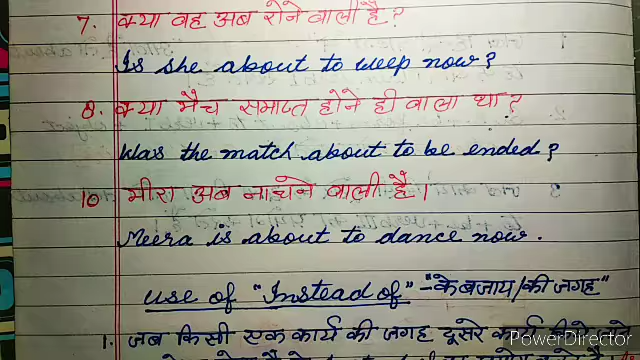 7. क्या वह अब रोने वाली है?
Is she about to weep now?
8. क्या मैच समाप्त होने ही वाला था?
Was the match about to be ended?
10 मीरा अब नाचने वाली है।
Meera is about to dance now.
use of "Instead of" - "के बजाय/की जगह"
1. जब किसी एक कार्य की जगह दूसरे कार्य
PowerDirector